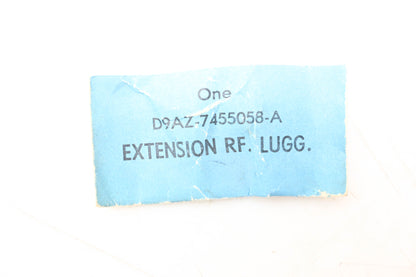 One
D9AZ-7455058-A
EXTENSION RF. LUGG.